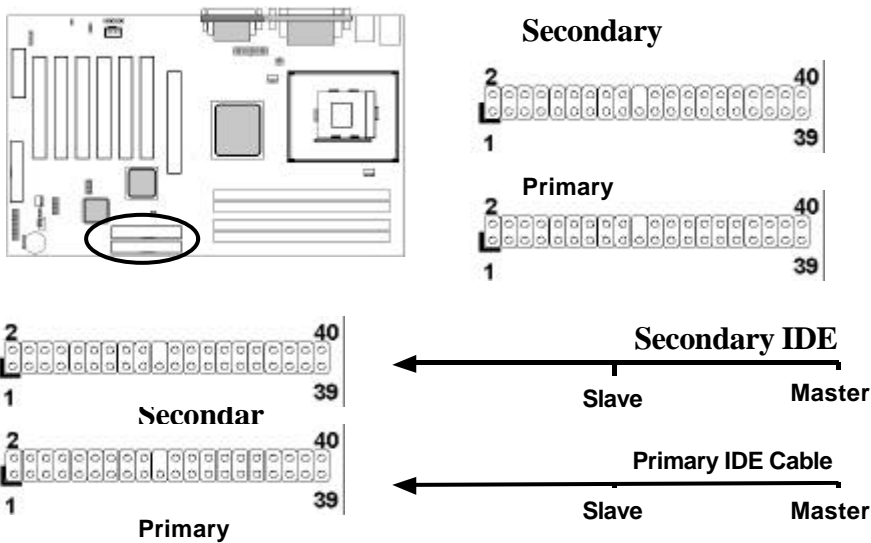 Secondary
2 40
1 39
Primary
2 40
1 39
2 40
1 39
Secondar
2 40
1 39
Primary
Secondary IDE
Slave Master
Primary IDE Cable
Slave Master